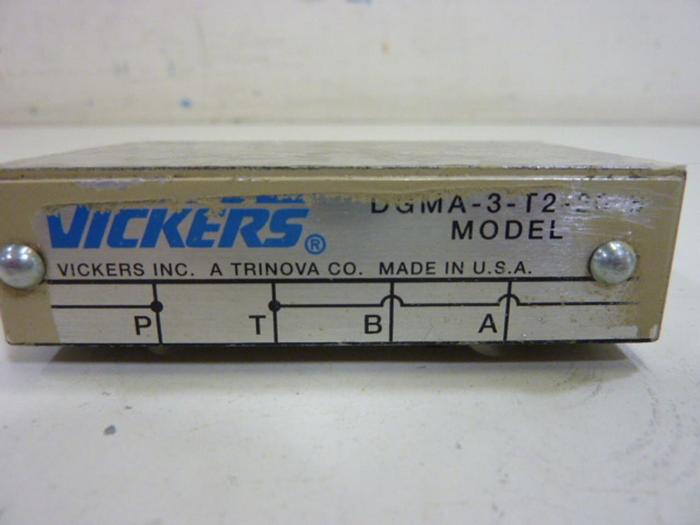 VICKERS®
DGMA-3-T2-
MODEL
VICKERS INC. A TRINOVA CO. MADE IN U.S.A.
P T B A